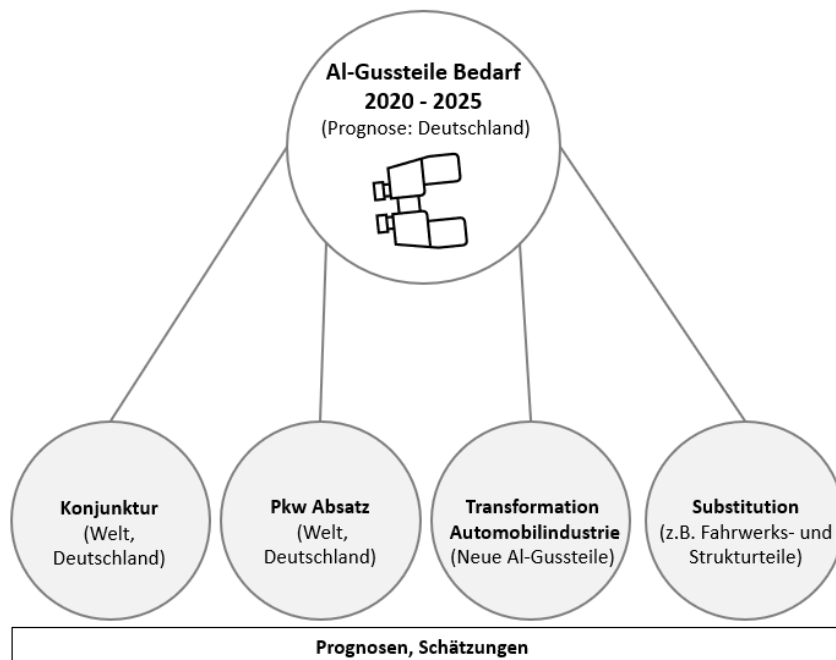 Al-Gussteile Bedarf
2020 - 2025
(Prognose: Deutschland)
Konjunktur
(Welt,
Deutschland)
Pkw Absatz
(Welt,
Deutschland)
Transformation
Automobilindustrie
(Neue Al-Gussteile)
Substitution
(z.B. Fahrwerks- und
Strukturteile)
Prognosen, Schätzungen